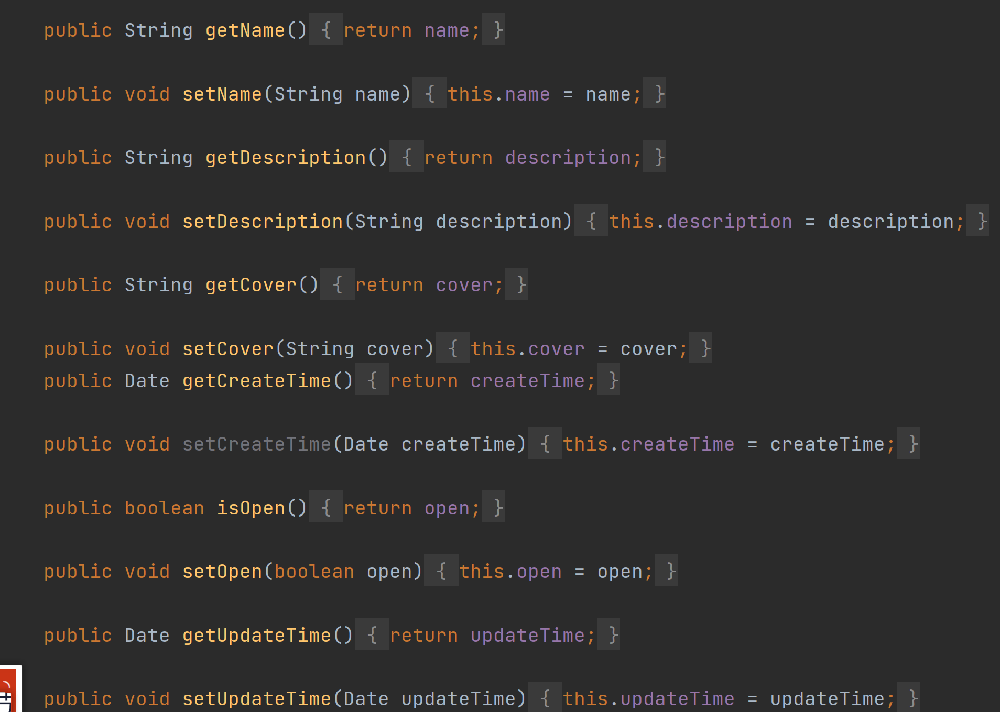 public String getName() { return name; }
public void setName(String name) { this.name = name; }
public String getDescription() { return description; }
public void setDescription(String description) { this.description = description; }
public String getCover() { return cover; }
public void setCover(String cover) { this.cover = cover; }
public Date getCreateTime() { return createTime; }
public void setCreateTime(Date createTime) { this.createTime = createTime; }
public boolean isOpen() { return open; }
public void setOpen(boolean open) { this.open = open; }
public Date getUpdateTime() { return updateTime; }
public void setUpdateTime(Date updateTime) { this.updateTime = updateTime; }